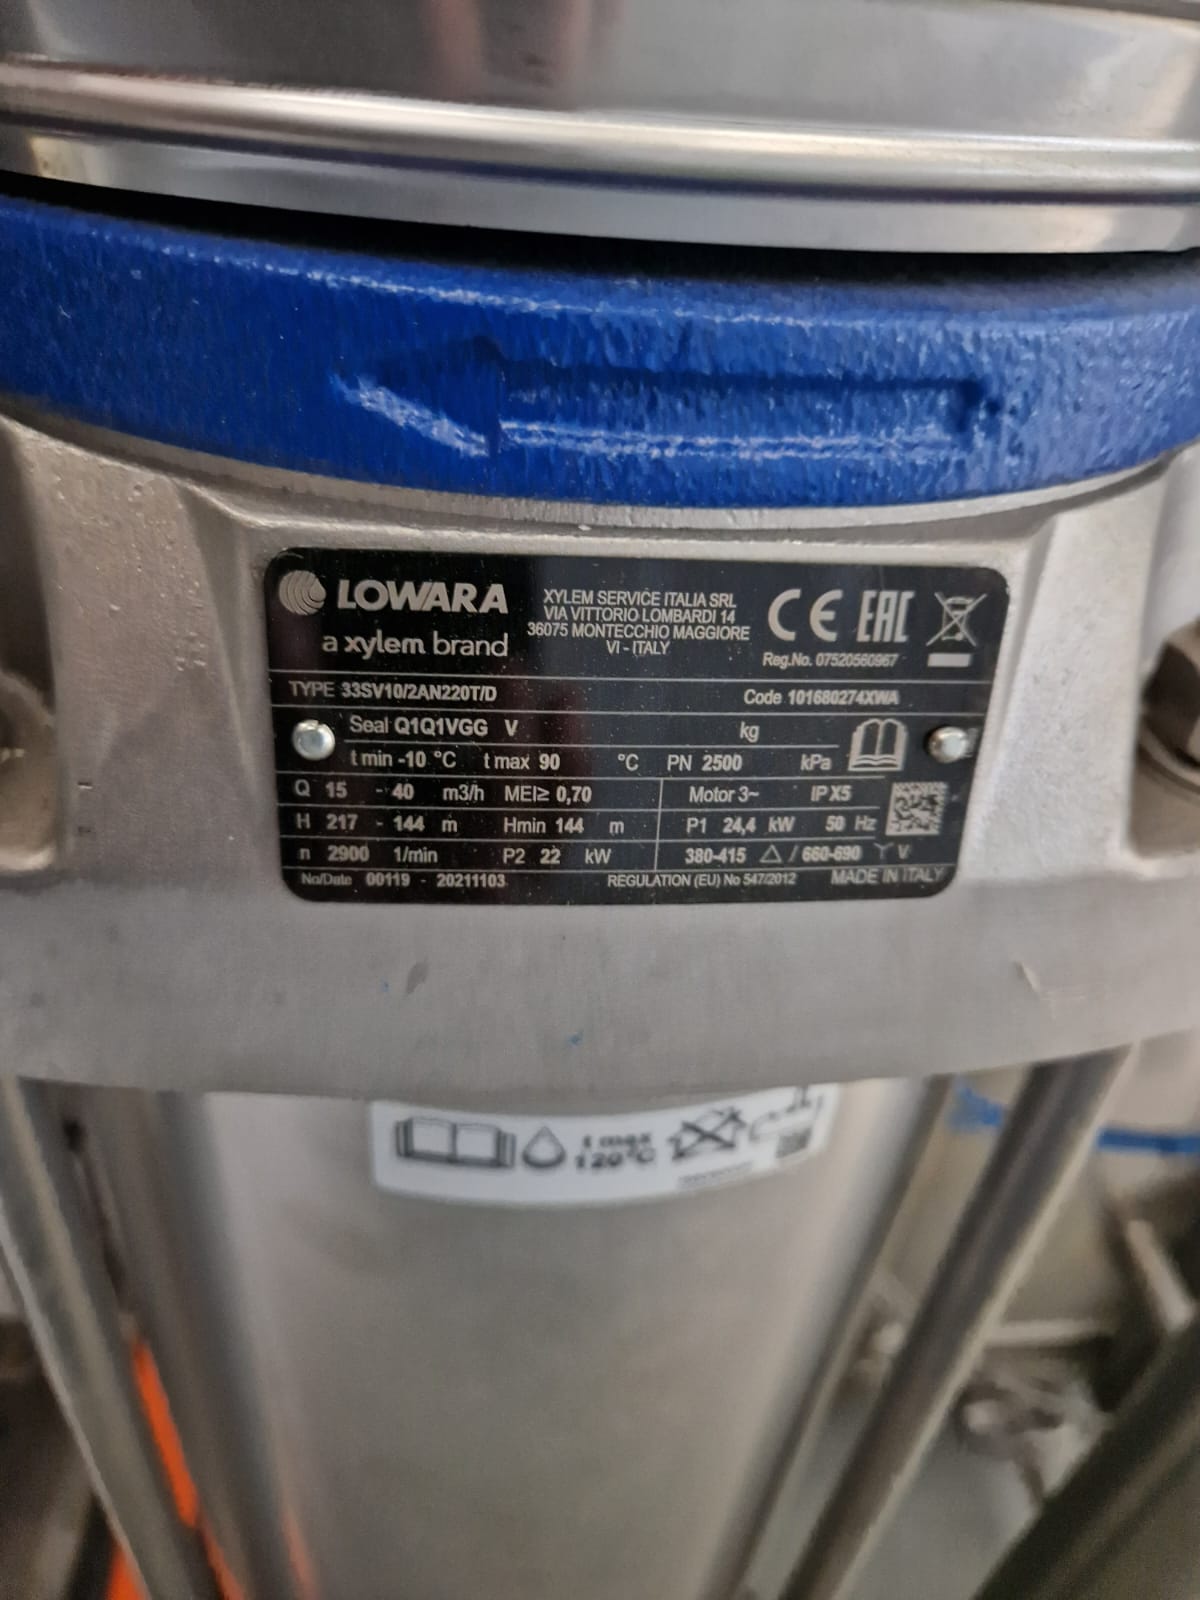 LOWARA
a xylem brand
XYLEM SERVICE ITALIA SRL
VIA VITTORIO LOMBARDI 14
36075 MONTECCHIO MAGGIORE
VI - ITALY
CE EAC
Reg.No. 07520560967
TYPE 33SV10/2AN220T/D Code 101680274XWA
Seal Q1Q1VGG V kg
t min -10 °C t max 90 °C PN 2500 kPa
Q 15 - 40 m3/h MEI≥ 0,70 Motor 3~ IP X5
H 217 - 144 m Hmin 144 m P1 24,4 kW 50 Hz
n 2900 1/min P2 22 kW 380-415 △ / 660-690 Y V
No/Date 00119 - 20211103 REGULATION (EU) No 547/2012 MADE IN ITALY
t max
120°C